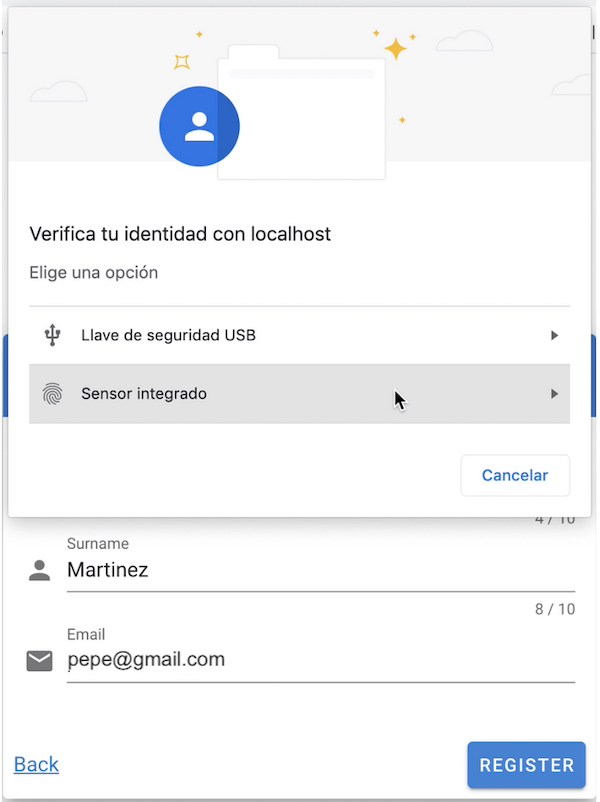 Verifica tu identidad con localhost
Elige una opción
Llave de seguridad USB
Sensor integrado
Cancelar
4 / 10
Surname
Martinez
8 / 10
Email
pepe@gmail.com
Back
REGISTER